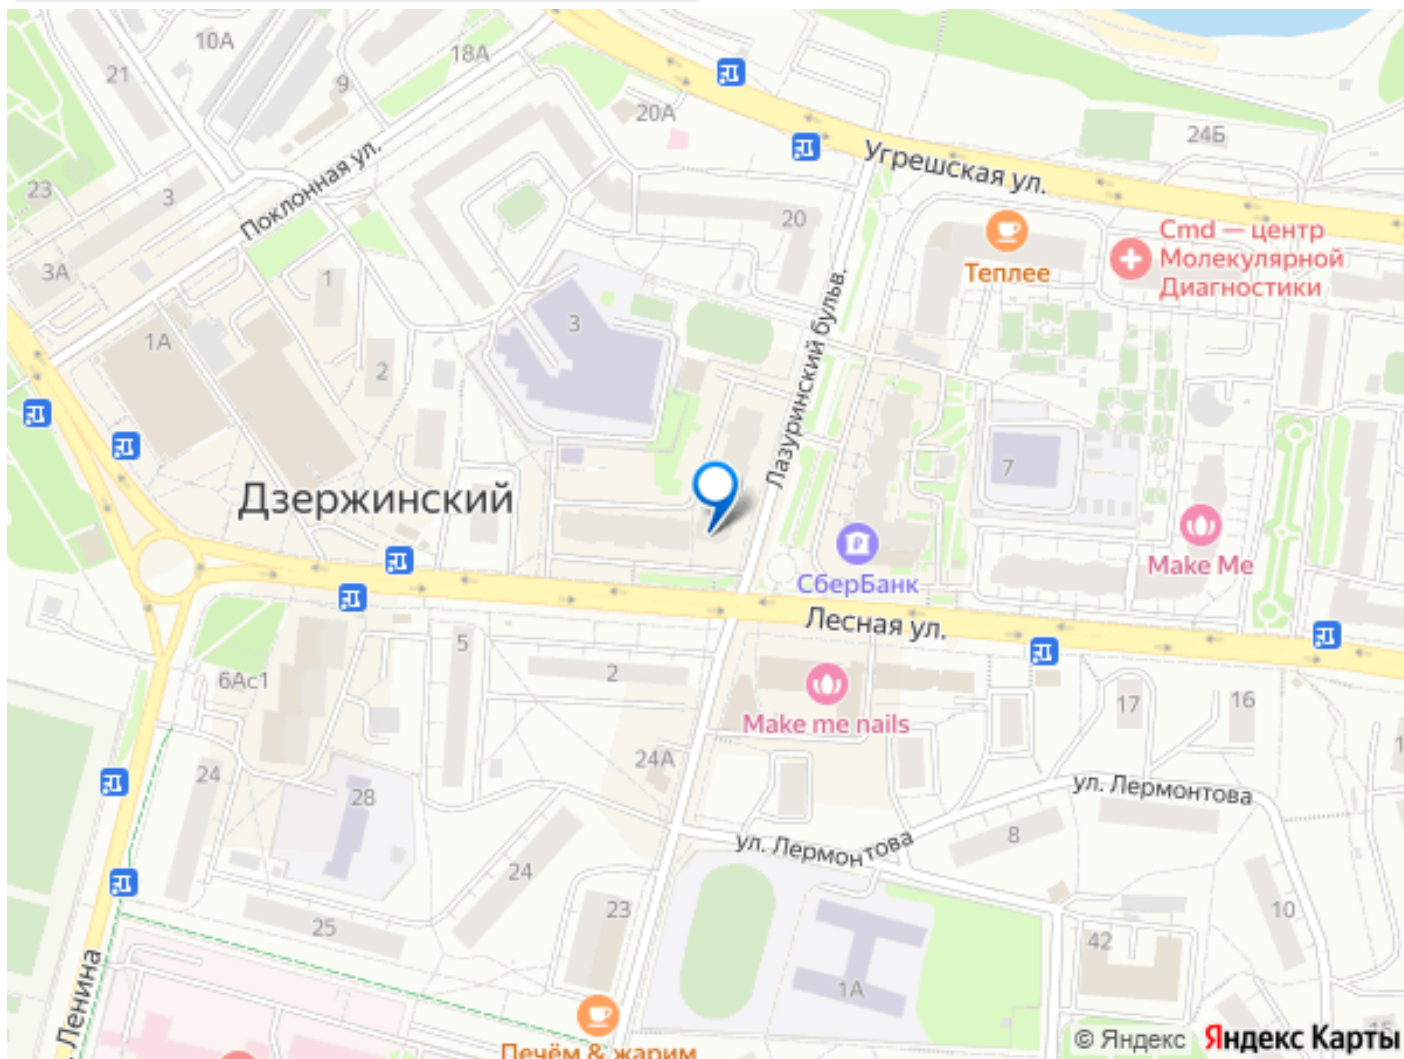 10А
18А
21
9
20А
24Б
Угрешская ул.
23
3
Поклонная ул.
20
Cmd — центр
Молекулярной
Диагностики
Теплее
3А
1
Лазуринский бульв.
3
1А
2
7
Дзержинский
СберБанк
Make Me
Лесная ул.
5
2
6Ас1
Make me nails
17
16
24А
24
28
ул. Лермонтова
ул. Лермонтова
8
24
23
25
10
42
1А
Ленина
Печём & жарим
© Яндекс Яндекс Карты